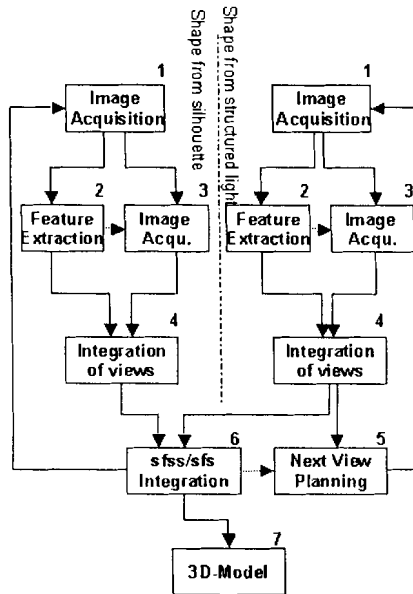 Shape from silhouette
Shape from structured light
1
Image
Acquisition
1
Image
Acquisition
2
Feature
Extraction
3
Image
Acqu.
2
Feature
Extraction
3
Image
Acqu.
4
Integration
of views
4
Integration
of views
6
sfss/sfs
Integration
5
Next View
Planning
7
3D-Model